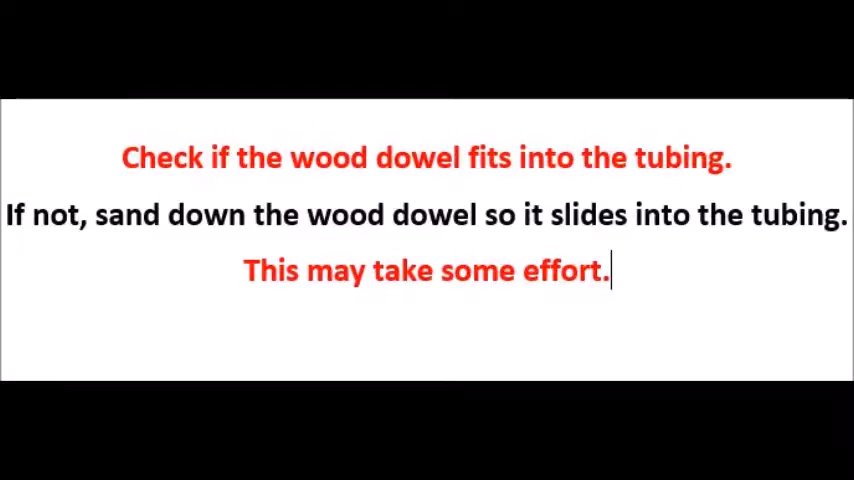 Check if the wood dowel fits into the tubing.
If not, sand down the wood dowel so it slides into the tubing.
This may take some effort.